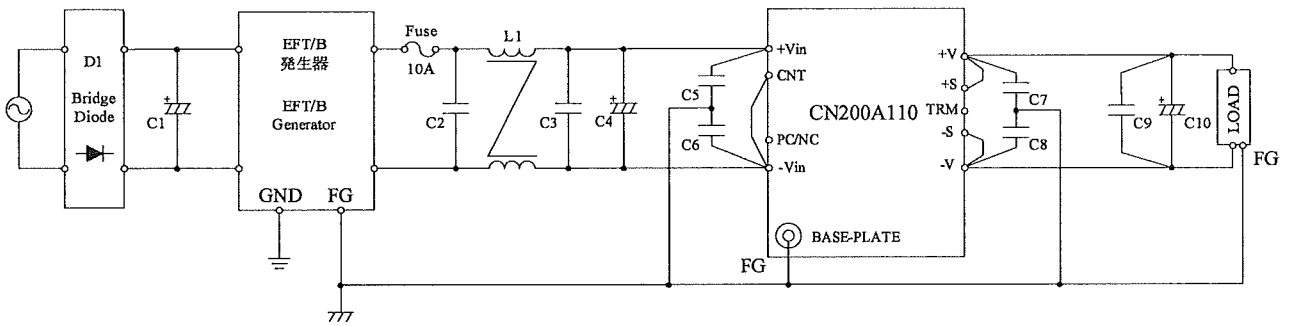 D1
Bridge
Diode
+
C1
EFT/B
発生器
EFT/B
Generator
GND
FG
Fuse
10A
L1
C2
C3
+
C4
C5
C6
+Vin
CNT
PC/NC
-Vin
CN200A110
BASE-PLATE
FG
+V
+S
TRM
-S
-V
C7
C8
C9
+
C10
LOAD
FG